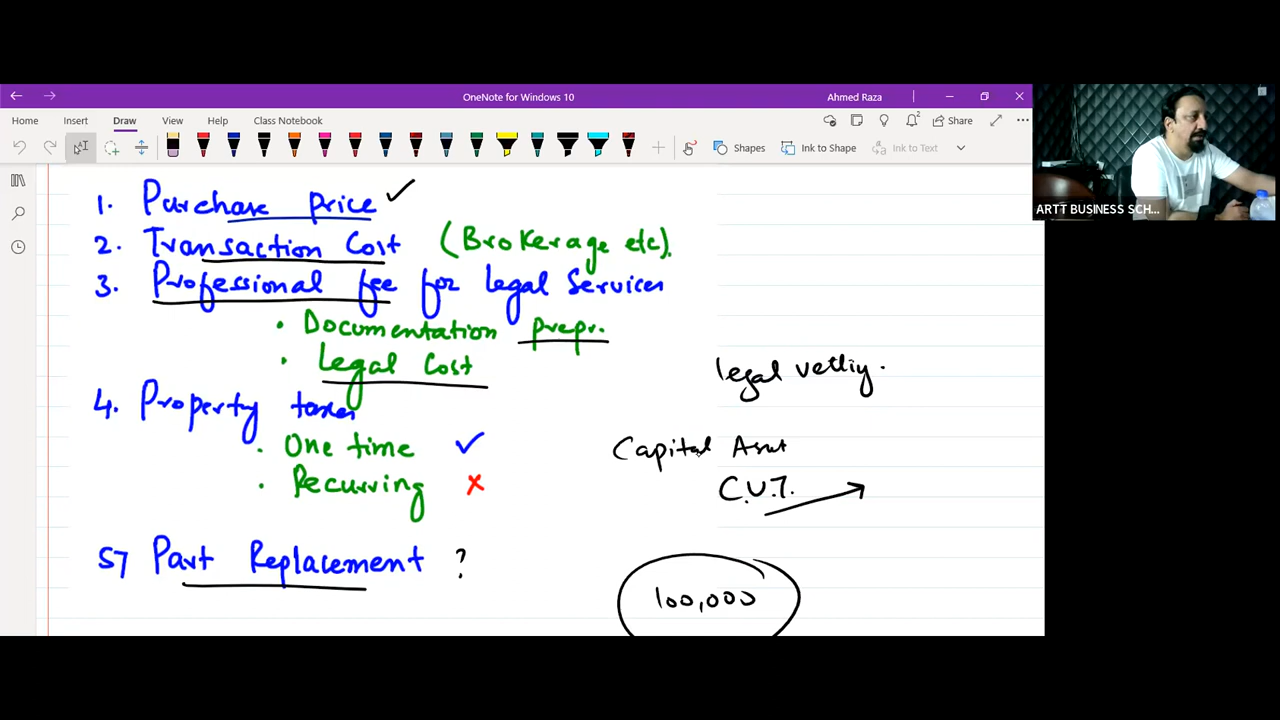 OneNote for Windows 10
Ahmed Raza
Home Insert Draw View Help Class Notebook
Share
Shapes
Ink to Shape
Ink to Text
ARTT BUSINESS SCH...
1. Purchase price ✓
2. Transaction Cost (Brokerage etc).
3. Professional fee for legal Services
• Documentation prepr.
• Legal Cost
legal
4. Property taxes
• One time ✓
Capital Asset
• Recurring ✗
C.V.T.
5) Part Replacement ?
100,000